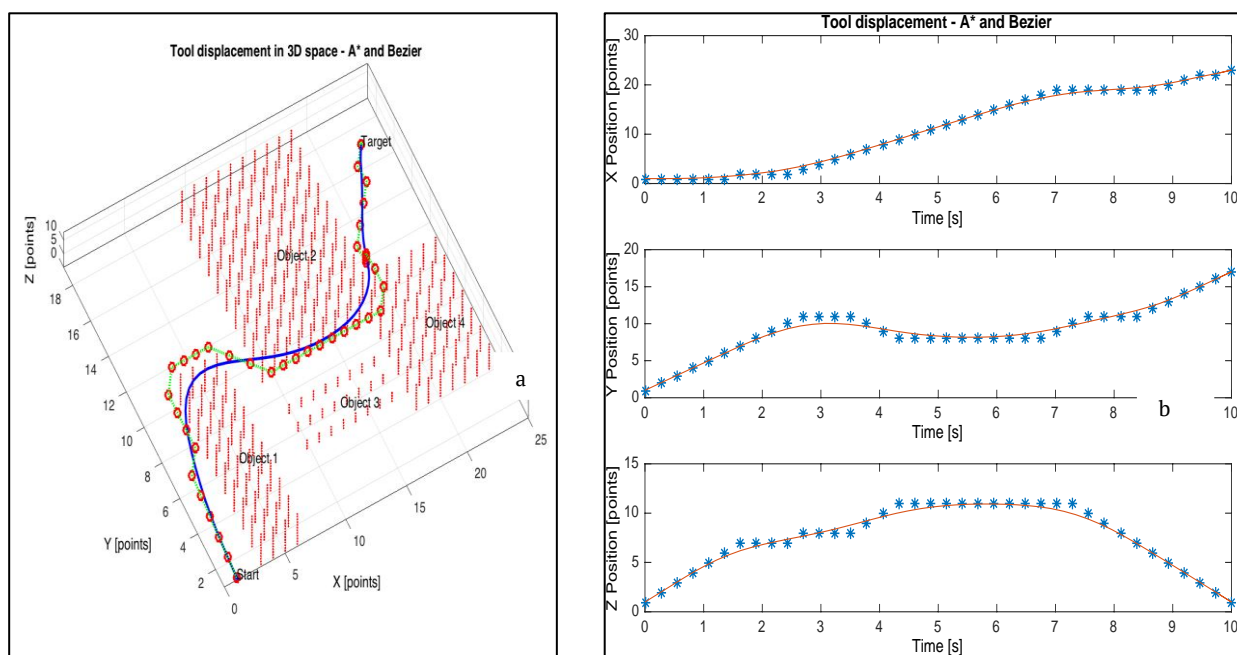 Tool displacement in 3D space - A* and Bezier
Target
Z [points]
10
5
0
18
16
14
12
10
8
6
4
2
0
Y [points]
Object 2
Object 4
a
Object 3
Object 1
Start
5
10
15
20
25
X [points]
Tool displacement - A* and Bezier
X Position [points]
30
20
10
0
0 1 2 3 4 5 6 7 8 9 10
Time [s]
Y Position [points]
20
15
10
5
0
b
0 1 2 3 4 5 6 7 8 9 10
Time [s]
Z Position [points]
15
10
5
0
0 1 2 3 4 5 6 7 8 9 10
Time [s]